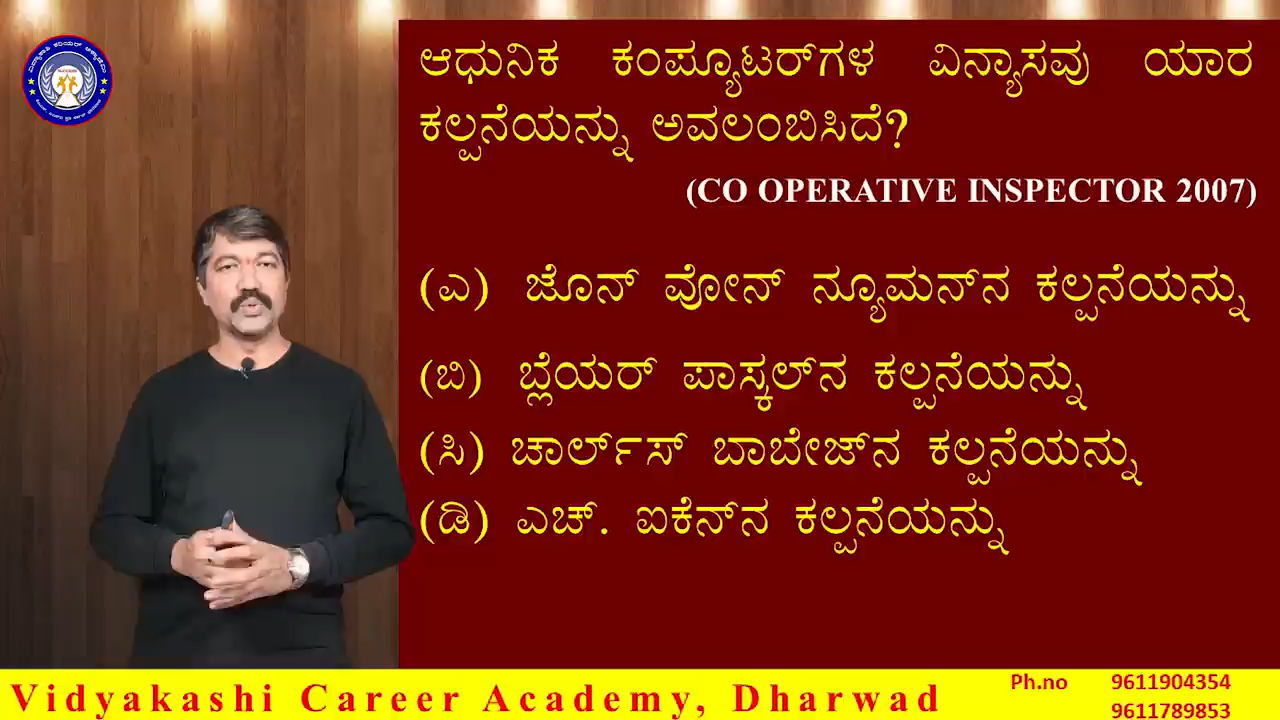 ಆಧುನಿಕ ಕಂಪ್ಯೂಟರ್‌ಗಳ ವಿನ್ಯಾಸವು ಯಾರ
ಕಲ್ಪನೆಯನ್ನು ಅವಲಂಬಿಸಿದೆ?
(CO OPERATIVE INSPECTOR 2007)
(ಎ) ಜೊನ್ ವೋನ್ ನ್ಯೂಮನ್‌ನ ಕಲ್ಪನೆಯನ್ನು
(ಬಿ) ಬ್ಲೆಯರ್ ಪಾಸ್ಕಲ್‌ನ ಕಲ್ಪನೆಯನ್ನು
(ಸಿ) ಚಾರ್ಲ್‌ಸ್ ಬಾಬೇಜ್‌ನ ಕಲ್ಪನೆಯನ್ನು
(ಡಿ) ಎಚ್. ಐಕೆನ್‌ನ ಕಲ್ಪನೆಯನ್ನು
Vidyakashi Career Academy, Dharwad
Ph.no 9611904354
9611789853